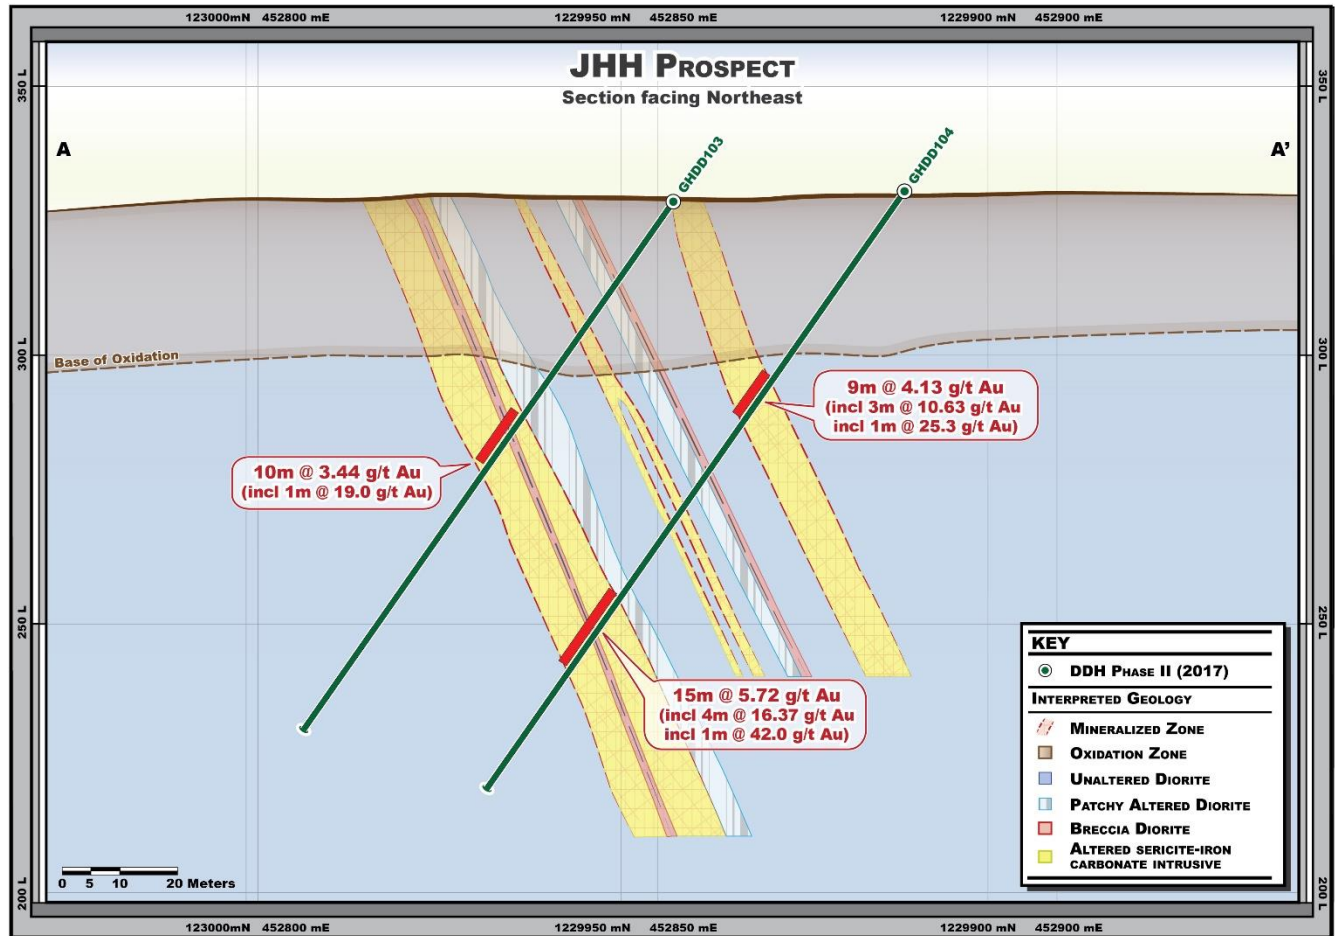 123000mN 452800 mE
1229950 mN 452850 mE
1229900 mN 452900 mE
JHH PROSPECT
Section facing Northeast
350 L
350 L
A
A'
GHDD103
GHDD104
Base of Oxidation
300 L
300 L
9m @ 4.13 g/t Au
(incl 3m @ 10.63 g/t Au
incl 1m @ 25.3 g/t Au)
10m @ 3.44 g/t Au
(incl 1m @ 19.0 g/t Au)
250 L
250 L
15m @ 5.72 g/t Au
(incl 4m @ 16.37 g/t Au
incl 1m @ 42.0 g/t Au)
KEY
DDH PHASE II (2017)
INTERPRETED GEOLOGY
MINERALIZED ZONE
OXIDATION ZONE
UNALTERED DIORITE
PATCHY ALTERED DIORITE
BRECCIA DIORITE
ALTERED SERICITE-IRON
CARBONATE INTRUSIVE
0 5 10 20 Meters
200 L
200 L
123000mN 452800 mE
1229950 mN 452850 mE
1229900 mN 452900 mE